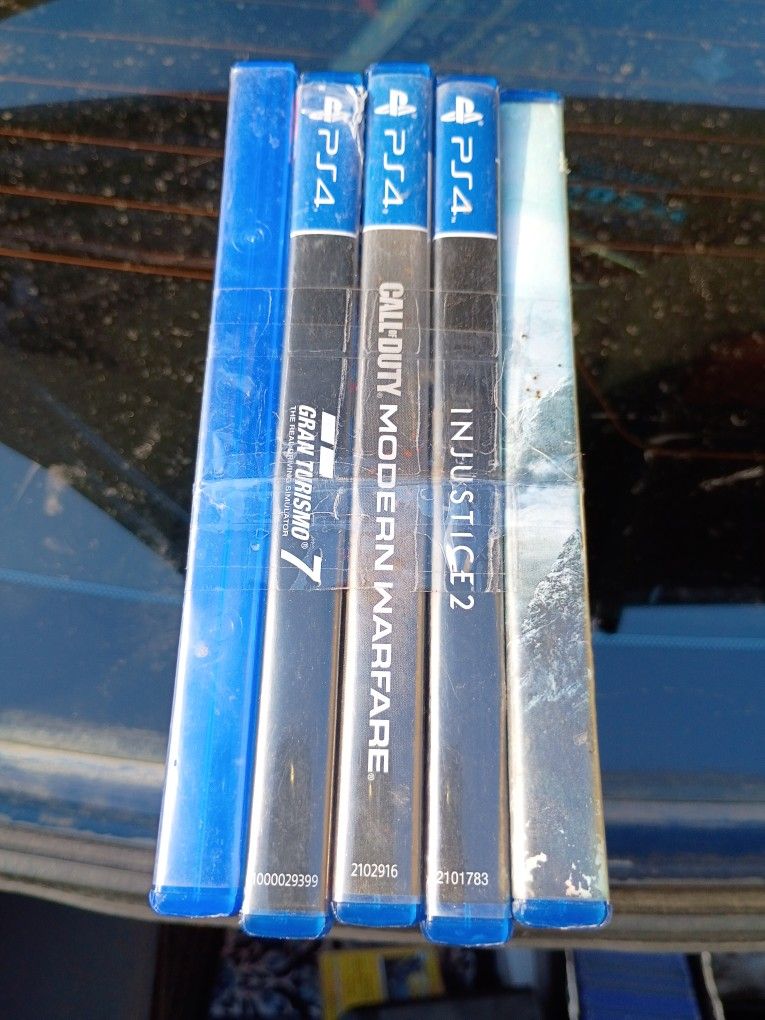 PS4
GRAN TURISMO® 7
THE REAL DRIVING SIMULATOR
1000029399
PS4
CALL OF DUTY MODERN WARFARE®
2102916
PS4
INJUSTICE 2
2101783